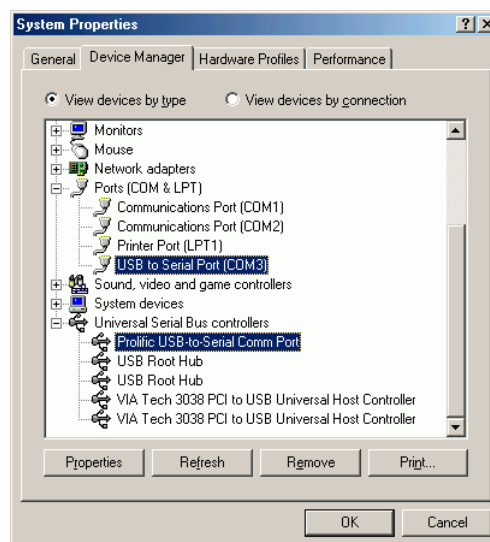 System Properties
General Device Manager Hardware Profiles Performance
View devices by type View devices by connection
Monitors
Mouse
Network adapters
Ports (COM & LPT)
Communications Port (COM1)
Communications Port (COM2)
Printer Port (LPT1)
USB to Serial Port (COM3)
Sound, video and game controllers
System devices
Universal Serial Bus controllers
Prolific USB-to-Serial Comm Port
USB Root Hub
USB Root Hub
VIA Tech 3038 PCI to USB Universal Host Controller
VIA Tech 3038 PCI to USB Universal Host Controller
Properties Refresh Remove Print...
OK Cancel